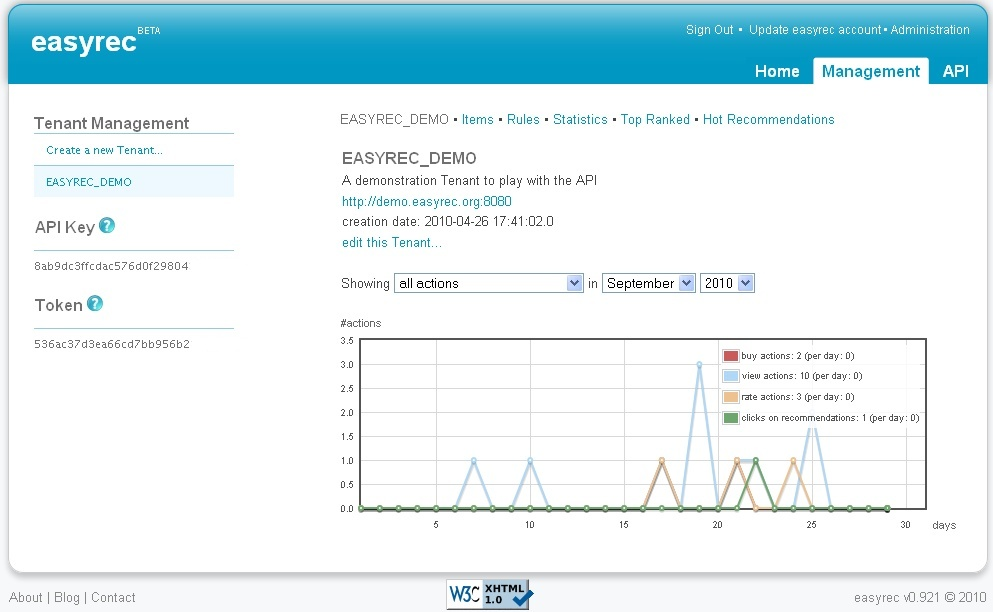 easyrec BETA
Sign Out • Update easyrec account • Administration
Home Management API
Tenant Management
Create a new Tenant...
EASYREC_DEMO
API Key ?
8ab9dc3ffcdac576d0f29804
Token ?
536ac37d3ea66cd7bb956b2
EASYREC_DEMO • Items • Rules • Statistics • Top Ranked • Hot Recommendations
EASYREC_DEMO
A demonstration Tenant to play with the API
http://demo.easyrec.org:8080
creation date: 2010-04-26 17:41:02.0
edit this Tenant...
Showing all actions in September 2010
#actions
3.5
3.0
2.5
2.0
1.5
1.0
0.5
0.0
buy actions: 2 (per day: 0)
view actions: 10 (per day: 0)
rate actions: 3 (per day: 0)
clicks on recommendations: 1 (per day: 0)
5 10 15 20 25 30 days
About | Blog | Contact
W3C XHTML 1.0
easyrec v0.921 © 2010